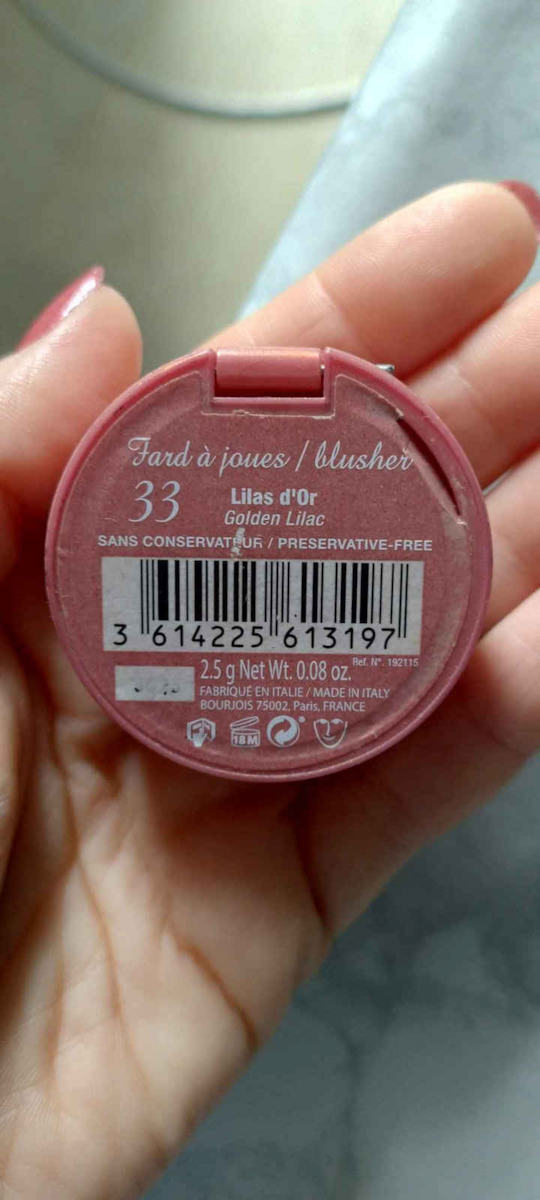 Fard à joues / blusher
33
Lilas d'Or
Golden Lilac
SANS CONSERVATEUR / PRESERVATIVE-FREE
3 614225 613197
Ref. N°. 192115
2.5 g Net Wt. 0.08 oz.
FABRIQUÉ EN ITALIE / MADE IN ITALY
BOURJOIS 75002, Paris, FRANCE
18M